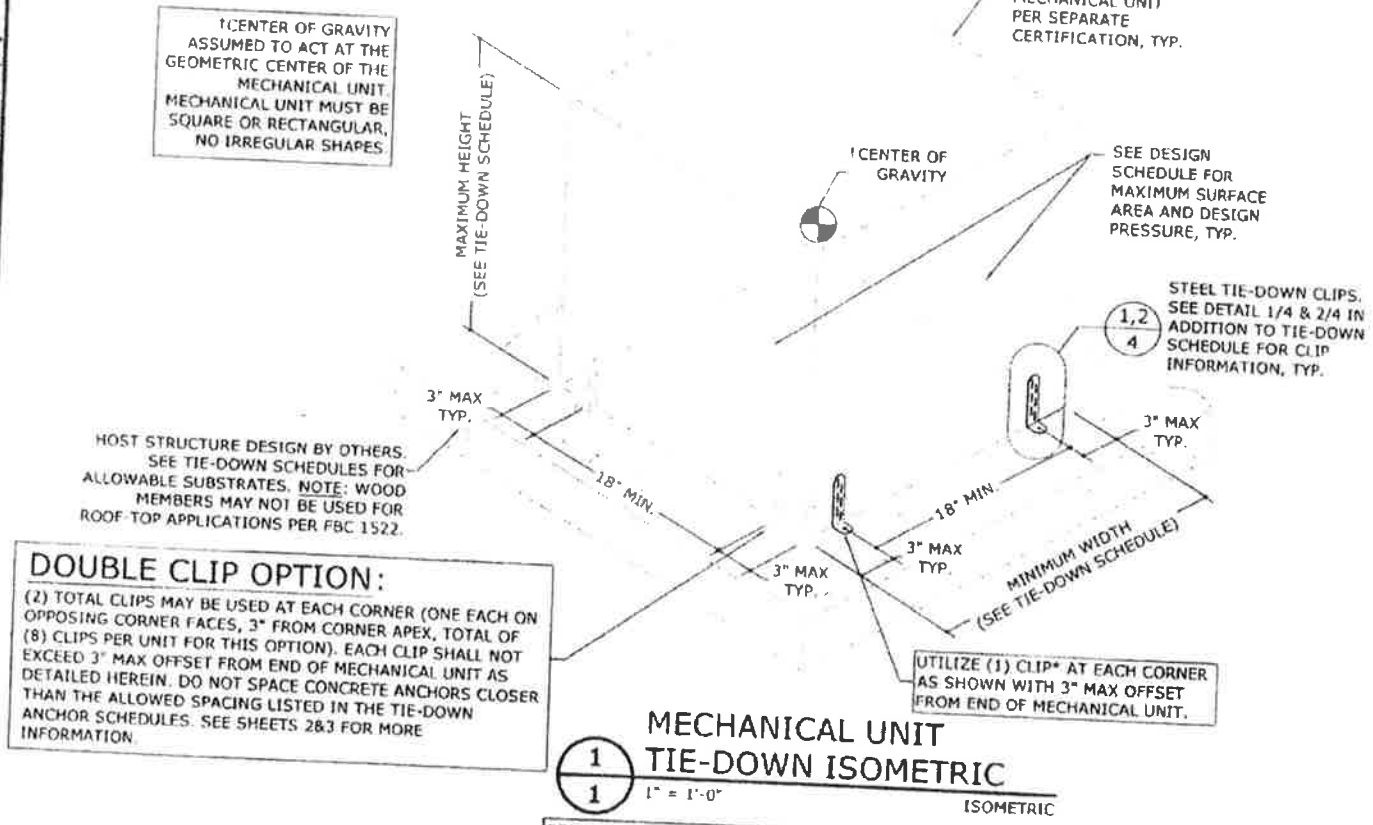 †CENTER OF GRAVITY
ASSUMED TO ACT AT THE
GEOMETRIC CENTER OF THE
MECHANICAL UNIT.
MECHANICAL UNIT MUST BE
SQUARE OR RECTANGULAR,
NO IRREGULAR SHAPES.
MAXIMUM HEIGHT
(SEE TIE-DOWN SCHEDULE)
MECHANICAL UNIT
PER SEPARATE
CERTIFICATION, TYP.
†CENTER OF
GRAVITY
SEE DESIGN
SCHEDULE FOR
MAXIMUM SURFACE
AREA AND DESIGN
PRESSURE, TYP.
1,2
4
STEEL TIE-DOWN CLIPS.
SEE DETAIL 1/4 & 2/4 IN
ADDITION TO TIE-DOWN
SCHEDULE FOR CLIP
INFORMATION, TYP.
3" MAX
TYP.
3" MAX
TYP.
HOST STRUCTURE DESIGN BY OTHERS.
SEE TIE-DOWN SCHEDULES FOR
ALLOWABLE SUBSTRATES. NOTE: WOOD
MEMBERS MAY NOT BE USED FOR
ROOF-TOP APPLICATIONS PER FBC 1522.
18" MIN.
18" MIN.
3" MAX
TYP.
3" MAX
TYP.
MINIMUM WIDTH
(SEE TIE-DOWN SCHEDULE)
DOUBLE CLIP OPTION:
(2) TOTAL CLIPS MAY BE USED AT EACH CORNER (ONE EACH ON
OPPOSING CORNER FACES, 3" FROM CORNER APEX, TOTAL OF
(8) CLIPS PER UNIT FOR THIS OPTION). EACH CLIP SHALL NOT
EXCEED 3" MAX OFFSET FROM END OF MECHANICAL UNIT AS
DETAILED HEREIN. DO NOT SPACE CONCRETE ANCHORS CLOSER
THAN THE ALLOWED SPACING LISTED IN THE TIE-DOWN
ANCHOR SCHEDULES. SEE SHEETS 2&3 FOR MORE
INFORMATION.
UTILIZE (1) CLIP* AT EACH CORNER
AS SHOWN WITH 3" MAX OFFSET
FROM END OF MECHANICAL UNIT.
1
1
MECHANICAL UNIT
TIE-DOWN ISOMETRIC
1" = 1'-0"
ISOMETRIC